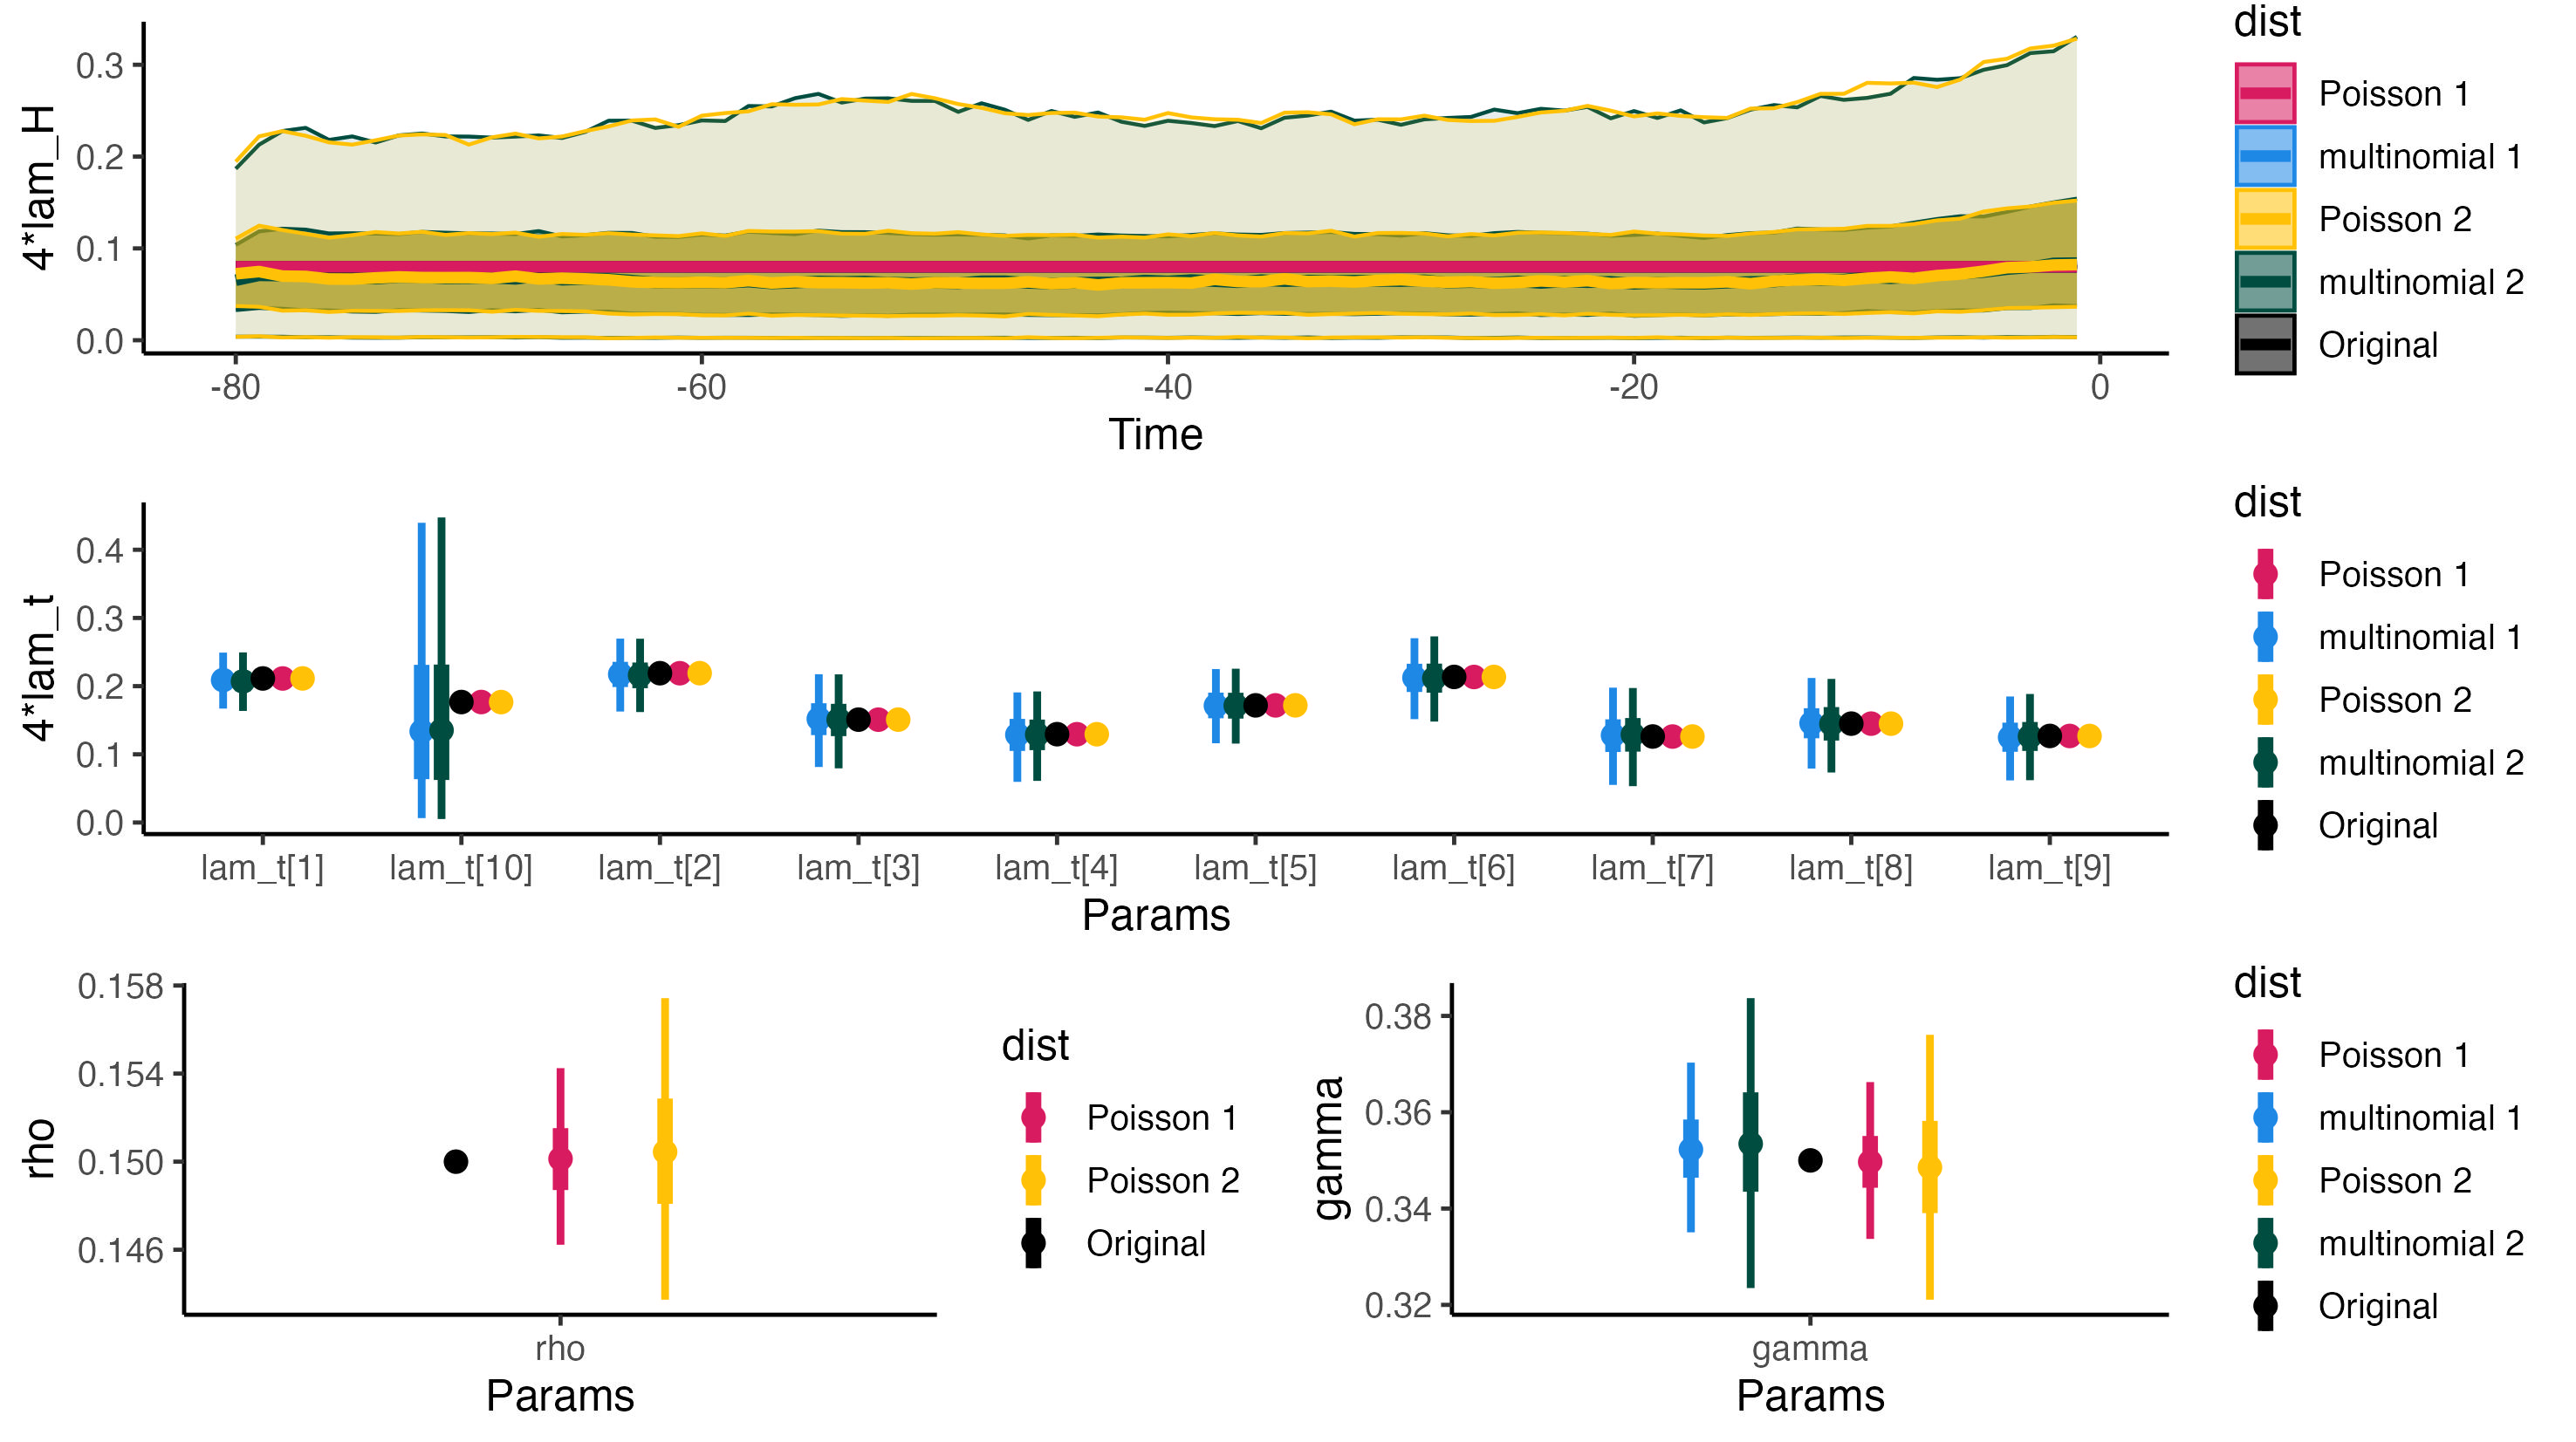 4*lam_H
0.3
0.2
0.1
0.0
-80 -60 -40 -20 0
Time
dist
Poisson 1
multinomial 1
Poisson 2
multinomial 2
Original
4*lam_t
0.4
0.3
0.2
0.1
0.0
lam_t[1] lam_t[10] lam_t[2] lam_t[3] lam_t[4] lam_t[5] lam_t[6] lam_t[7] lam_t[8] lam_t[9]
Params
dist
Poisson 1
multinomial 1
Poisson 2
multinomial 2
Original
rho
0.158
0.154
0.150
0.146
rho
Params
dist
Poisson 1
Poisson 2
Original
gamma
0.38
0.36
0.34
0.32
gamma
Params
dist
Poisson 1
multinomial 1
Poisson 2
multinomial 2
Original